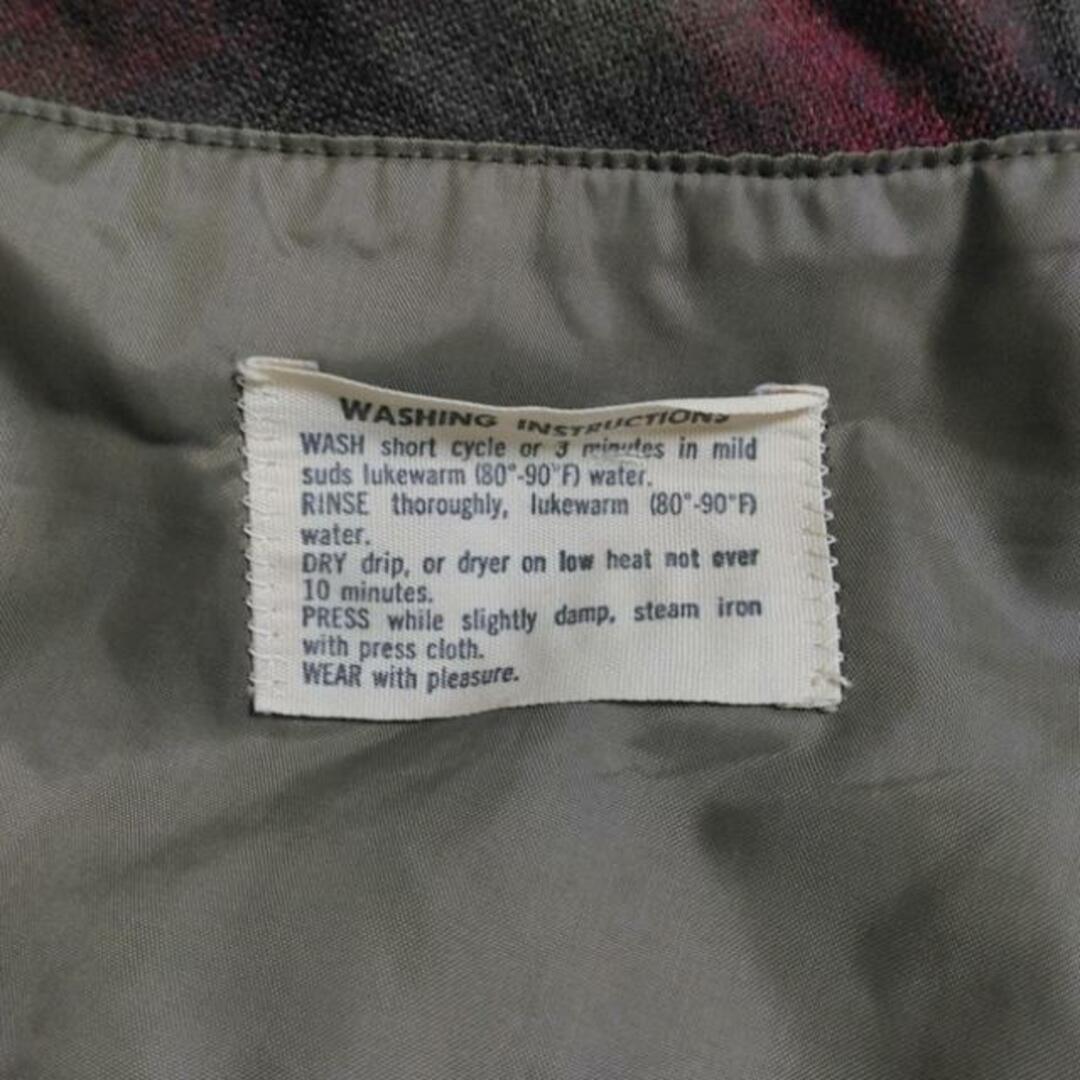 WASHING INSTRUCTIONS
WASH short cycle or 3 minutes in mild
suds lukewarm (80°-90°F) water.
RINSE thoroughly, lukewarm (80°-90°F)
water.
DRY drip, or dryer on low heat not over
10 minutes.
PRESS while slightly damp, steam iron
with press cloth.
WEAR with pleasure.